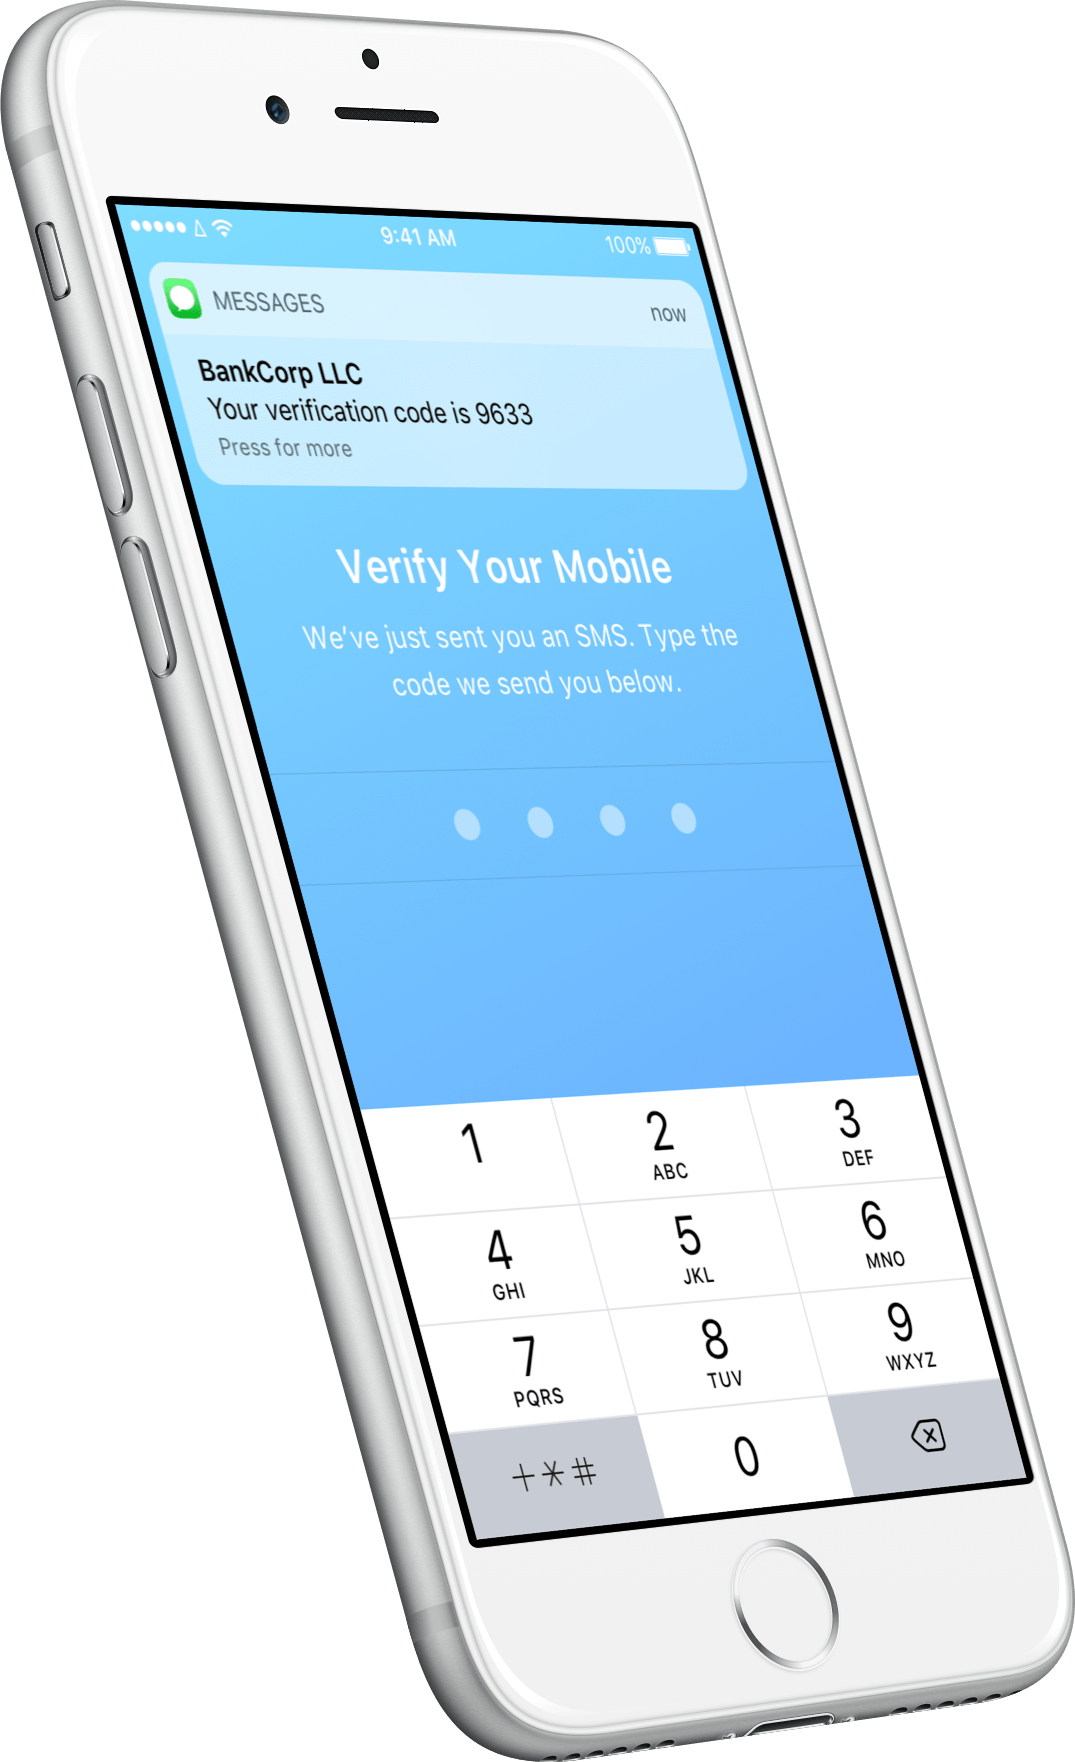 9:41 AM 100%
MESSAGES now
BankCorp LLC
Your verification code is 9633
Press for more
Verify Your Mobile
We’ve just sent you an SMS. Type the
code we send you below.
1 2 3
ABC DEF
4 5 6
GHI JKL MNO
7 8 9
PQRS TUV WXYZ
+*# 0